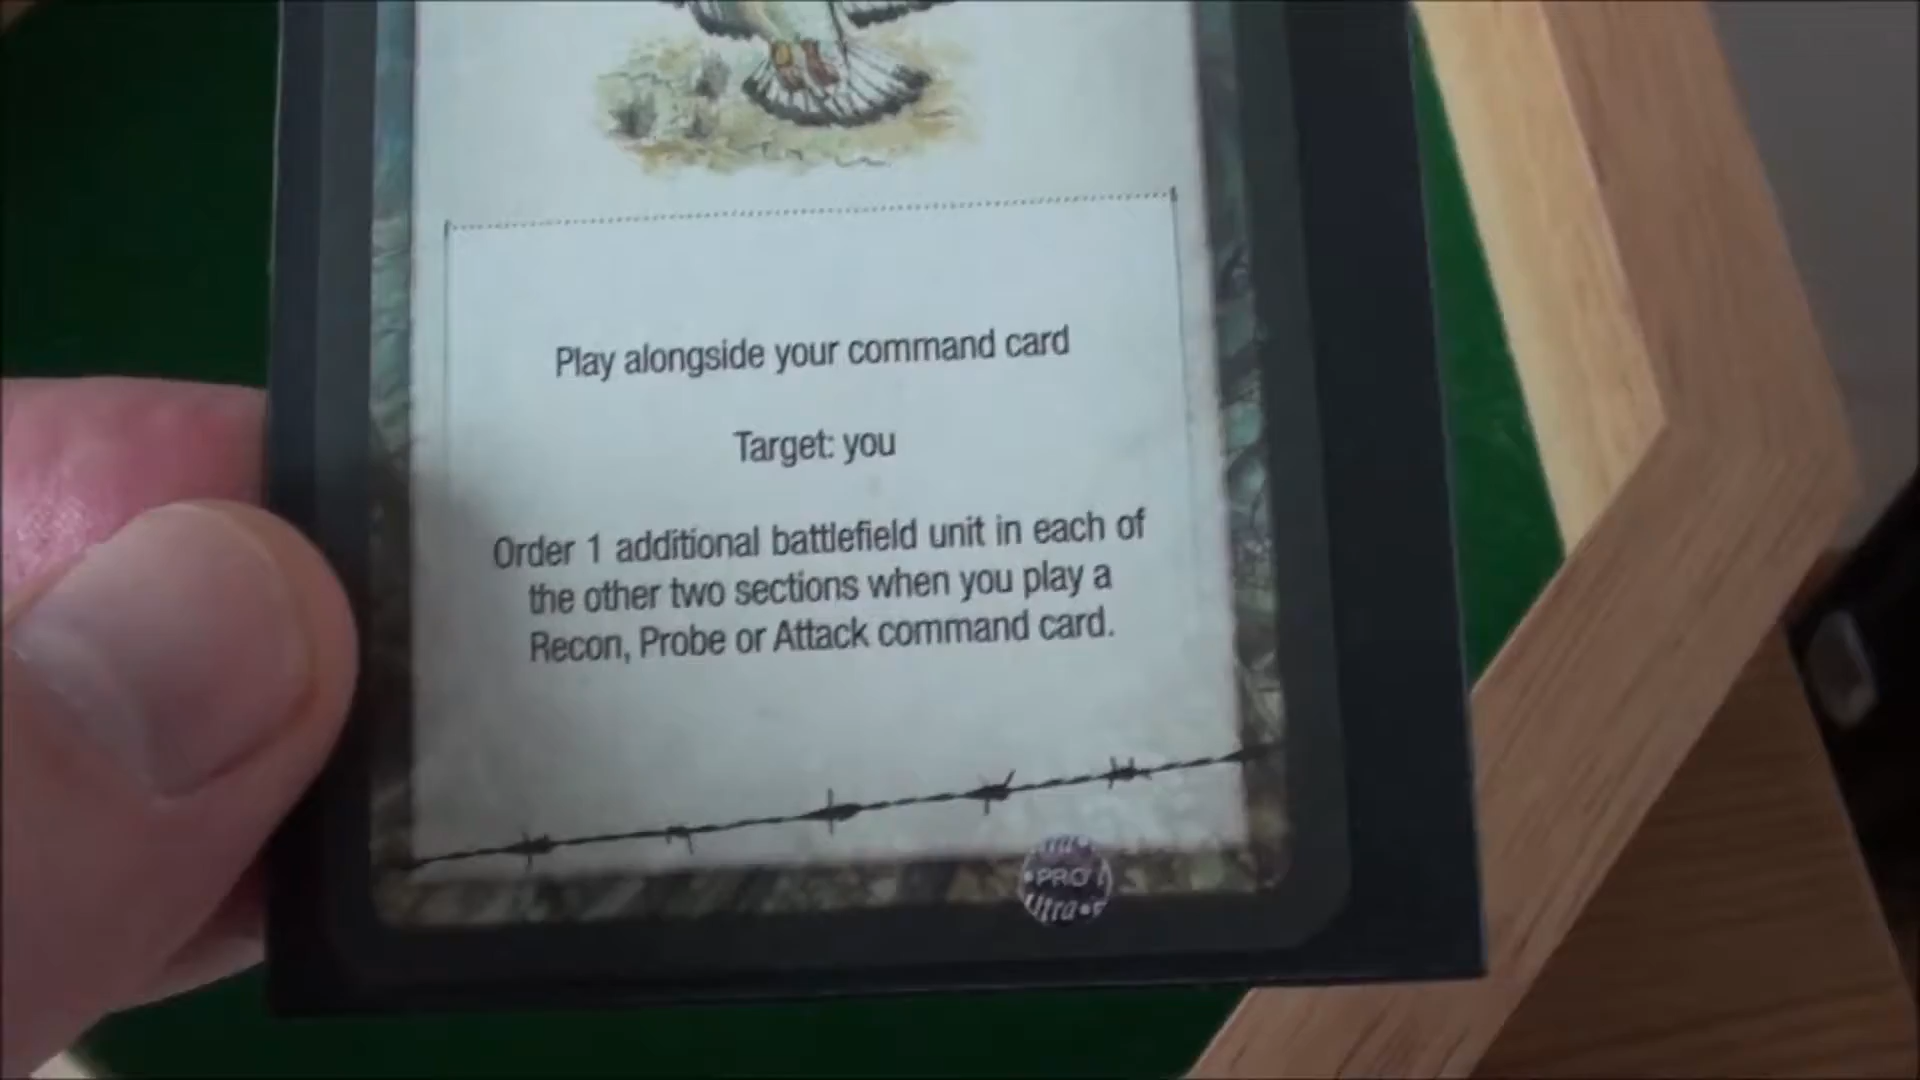 Play alongside your command card
Target: you
Order 1 additional battlefield unit in each of
the other two sections when you play a
Recon, Probe or Attack command card.
PRO
Ultra